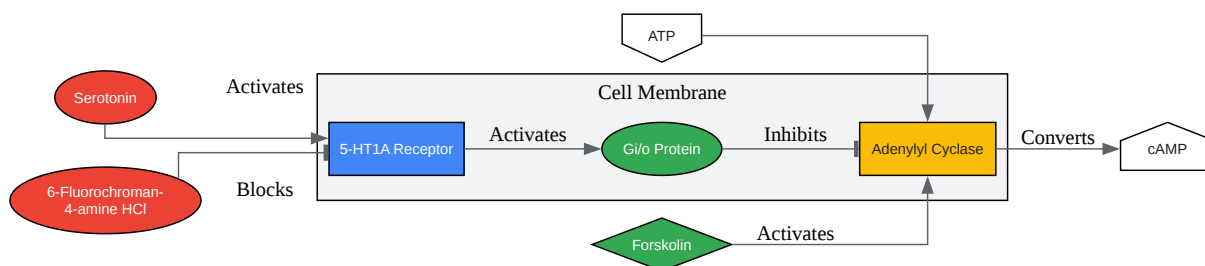 ATP
Activates
Cell Membrane
Serotonin
5-HT1A Receptor
Activates
Gi/o Protein
Inhibits
Adenylyl Cyclase
Converts
cAMP
Blocks
6-Fluorochroman-
4-amine HCl
Forskolin
Activates